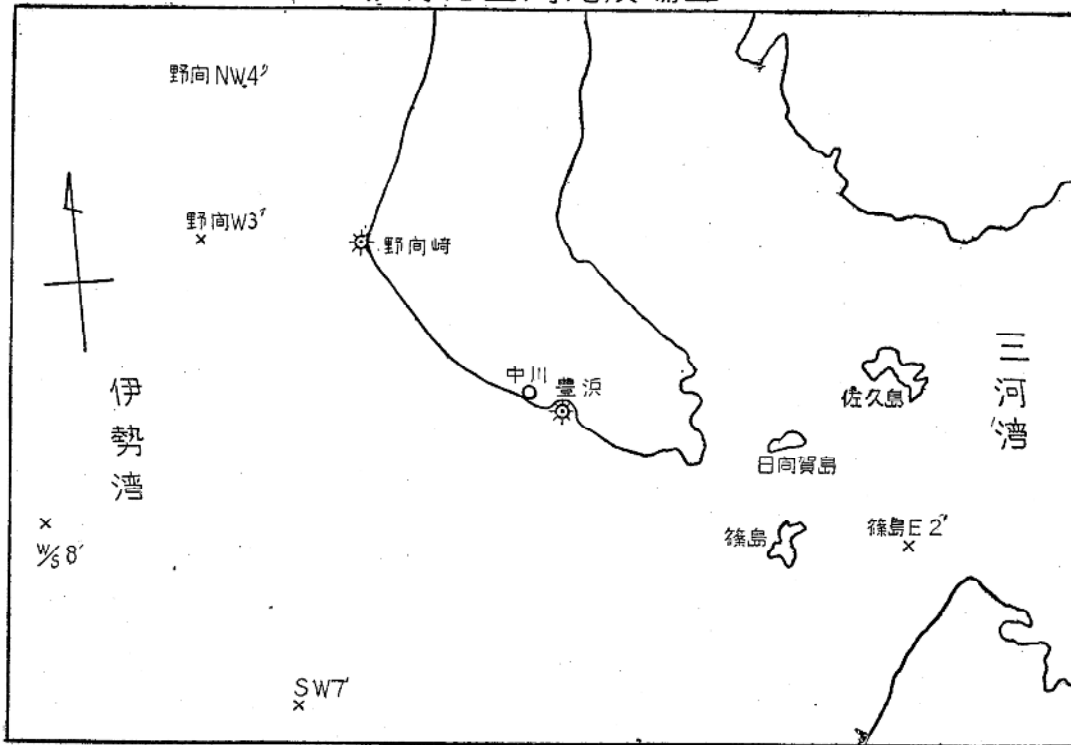 野間NW4′
野間W3′
野間崎
中川
豊浜
伊勢湾
三河湾
佐久島
日間賀島
篠島
篠島E2′
W/S8′
SW7′